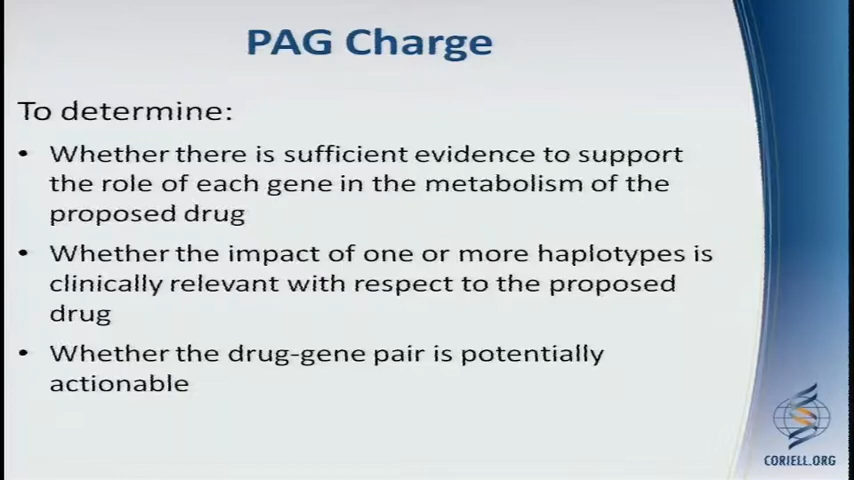 PAG Charge
To determine:
• Whether there is sufficient evidence to support
the role of each gene in the metabolism of the
proposed drug
• Whether the impact of one or more haplotypes is
clinically relevant with respect to the proposed
drug
• Whether the drug-gene pair is potentially
actionable
CORIELL.ORG